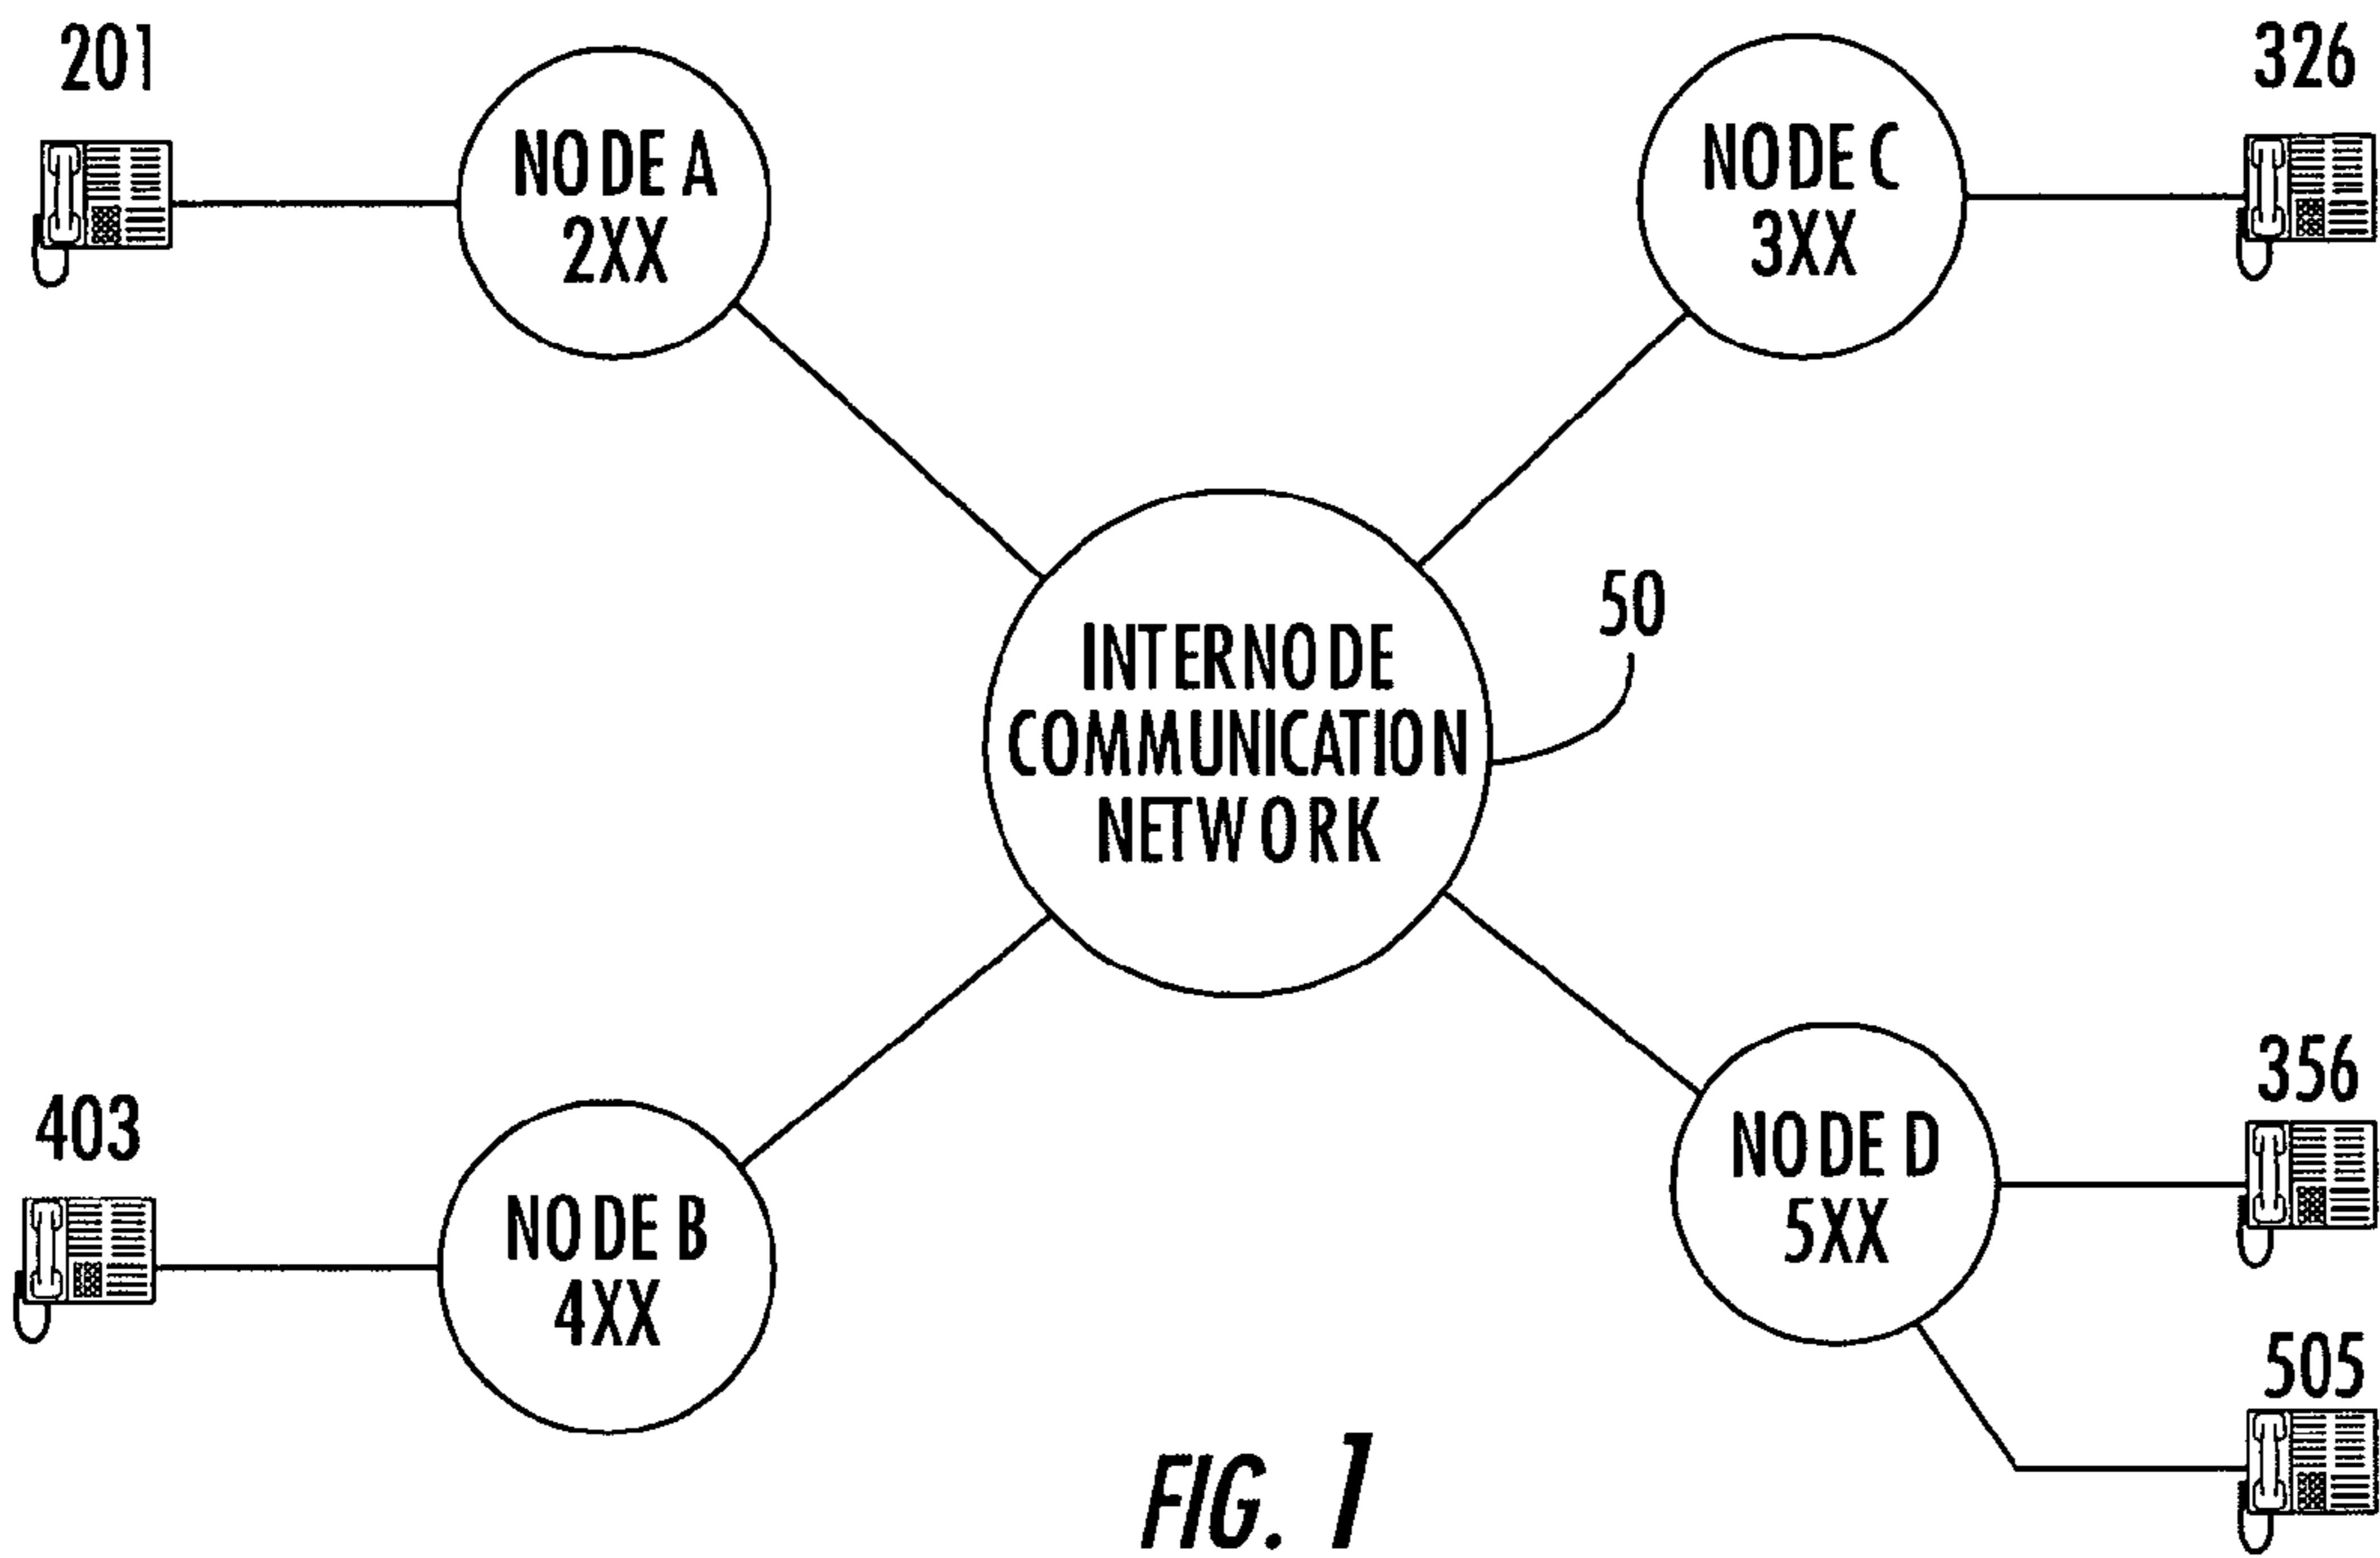 201
NODE A
2XX
NODE C
3XX
326
INTERNODE
COMMUNICATION
NETWORK
50
403
NODE B
4XX
NODE D
5XX
356
505
FIG. 1